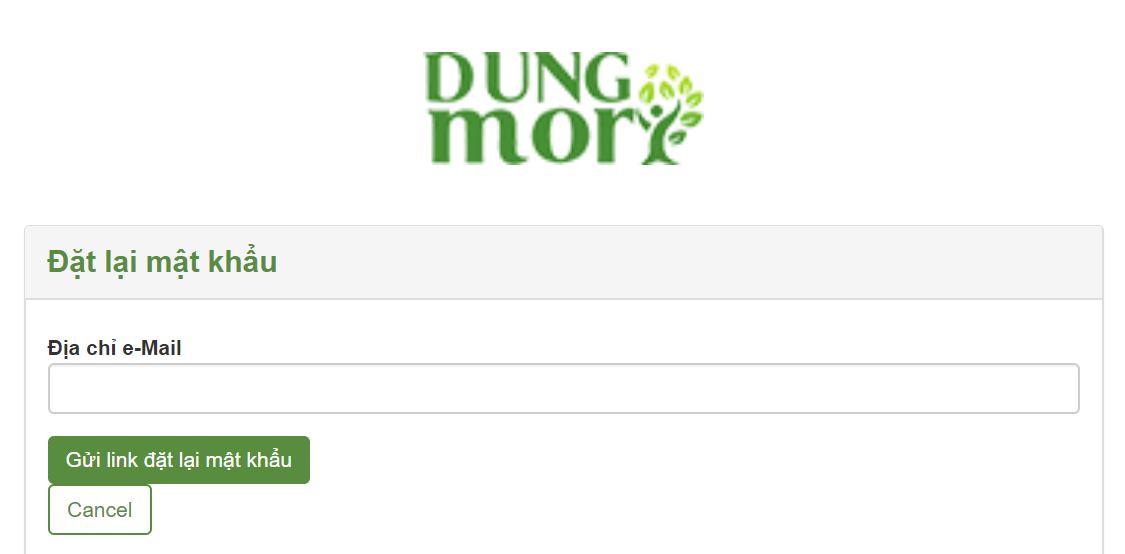 DUNG
mori
Đặt lại mật khẩu
Địa chỉ e-Mail
Gửi link đặt lại mật khẩu
Cancel